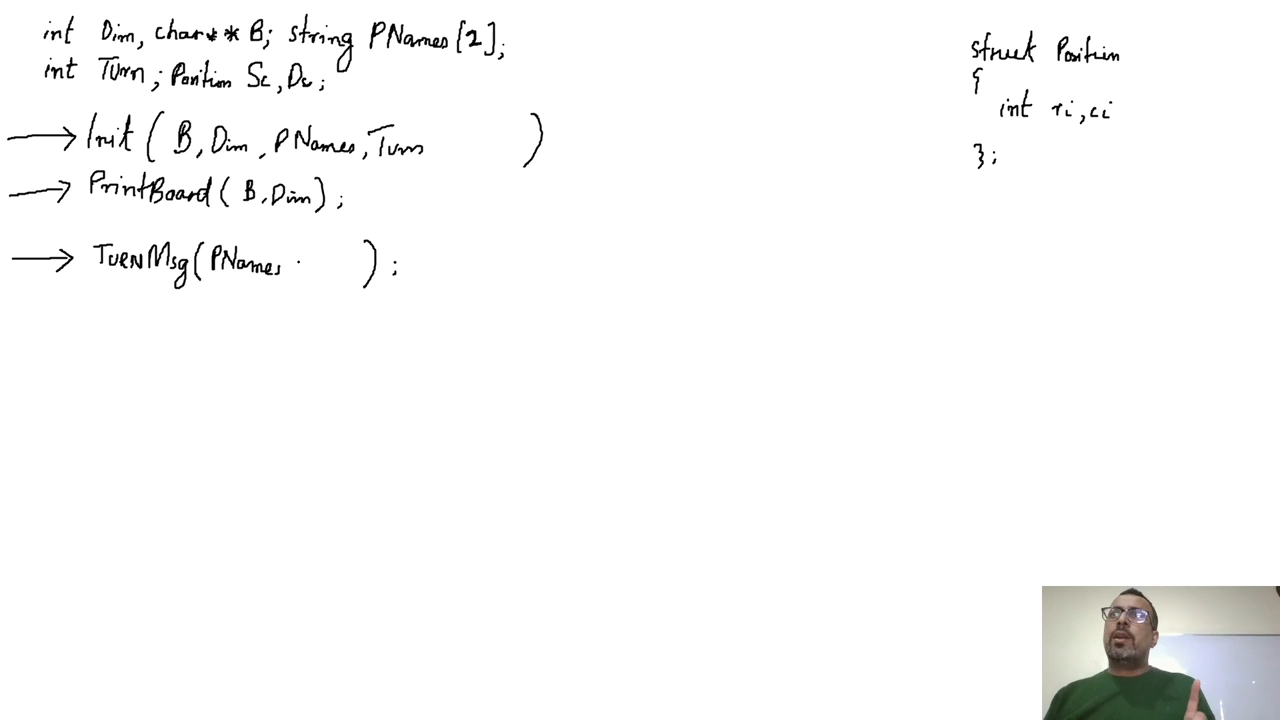 int Dim, char** B; string PNames[2];
int Turn; Position Sc, Dc;
Init( B, Dim, PNames, Turn )
PrintBoard( B, Dim);
TurnMsg( PNames );
struct Position
{
int ri, ci
};